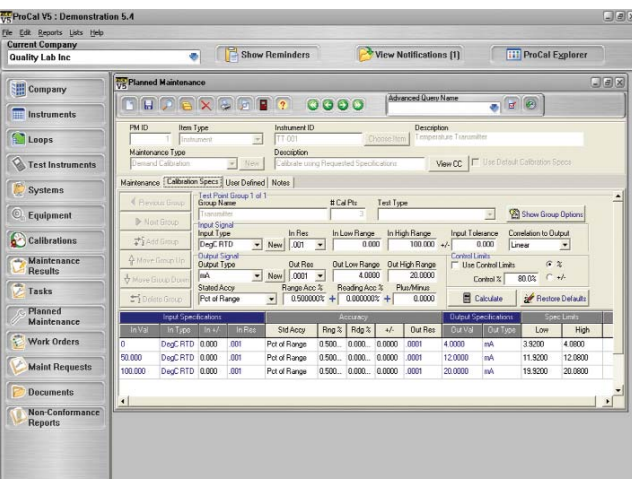 ProCal V5 : Demonstration 5.4
File Edit Reports Lists Help
Current Company
Quality Lab Inc
Show Reminders
View Notifications (1)
ProCal Explorer
Company
Instruments
Loops
Test Instruments
Systems
Equipment
Calibrations
Maintenance Results
Tasks
Planned Maintenance
Work Orders
Maint Requests
Documents
Non-Conformance Reports
Planned Maintenance
Advanced Query Name
PM ID Item Type Instrument ID Description
Instrument TT-001 Choose Item Temperature Transmitter
Maintenance Type Description
Demand Calibration New Calibrate using Requested Specifications View CC Use Default Calibration Specs
Maintenance Calibration Specs User Defined Notes
Previous Group
Next Group
Add Group
Move Group Up
Move Group Down
Delete Group
Test Point Group 1 of 1
Group Name # Cal Pts Test Type
Transmitter 3 Show Group Options
Input Signal
Input Type In Res In Low Range In High Range Input Tolerance Correlation to Output
DegC RTD New .001 0.000 100.000 +/- 0.000 Linear
Output Signal Control Limits
Output Type Out Res Out Low Range Out High Range Use Control Limits %
mA New .0001 4.0000 20.0000 Control % 80.0% +/-
Stated Accy Range Acc % Reading Acc % Plus/Minus
Pct of Range 0.500000% + 0.000000% + 0.0000 Calculate Restore Defaults
Input Specifications Accuracy Output Specifications Spec Limits
In Val In Type In +/- In Res Std Accy Rng % Rdg % +/- Out Res Out Val Out Type Low High
0 DegC RTD 0.000 .001 Pct of Range 0.500... 0.000... 0.0000 .0001 4.0000 mA 3.9200 4.0800
50.000 DegC RTD 0.000 .001 Pct of Range 0.500... 0.000... 0.0000 .0001 12.0000 mA 11.9200 12.0800
100.000 DegC RTD 0.000 .001 Pct of Range 0.500... 0.000... 0.0000 .0001 20.0000 mA 19.9200 20.0800